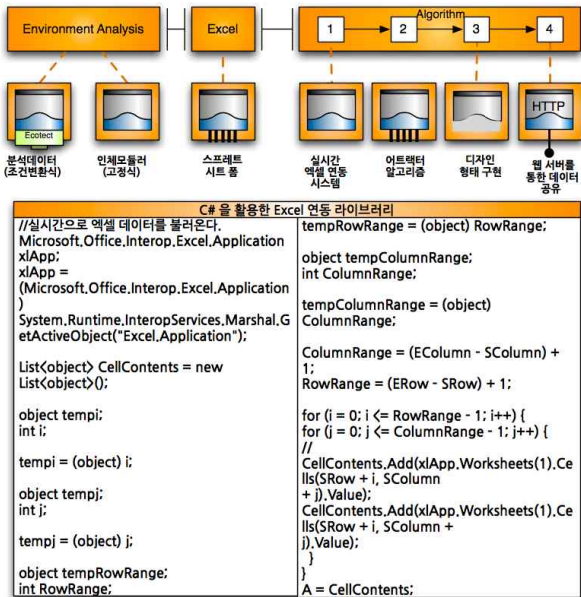 Environment Analysis
Excel
Algorithm
1
2
3
4
Ecotect
HTTP
분석데이터
(조건변환식)
인체모듈러
(고정식)
스프레트
시트 폼
실시간
엑셀 연동
시스템
어트랙터
알고리즘
디자인
형태 구현
웹 서버를
통한 데이터
공유
C# 을 활용한 Excel 연동 라이브러리
//실시간으로 엑셀 데이터를 불러온다.
Microsoft.Office.Interop.Excel.Application
xlApp;
xlApp =
(Microsoft.Office.Interop.Excel.Application
)
System.Runtime.InteropServices.Marshal.G
etActiveObject("Excel.Application");
List<object> CellContents = new
List<object>();
object tempi;
int i;
tempi = (object) i;
object tempj;
int j;
tempj = (object) j;
object tempRowRange;
int RowRange;
tempRowRange = (object) RowRange;
object tempColumnRange;
int ColumnRange;
tempColumnRange = (object)
ColumnRange;
ColumnRange = (EColumn - SColumn) +
1;
RowRange = (ERow - SRow) + 1;
for (i = 0; i <= RowRange - 1; i++) {
for (j = 0; j <= ColumnRange - 1; j++) {
//
CellContents.Add(xlApp.Worksheets(1).Ce
lls(SRow + i, SColumn
+ j).Value);
CellContents.Add(xlApp.Worksheets(1).Ce
lls(SRow + i, SColumn +
j).Value);
}
}
A = CellContents;